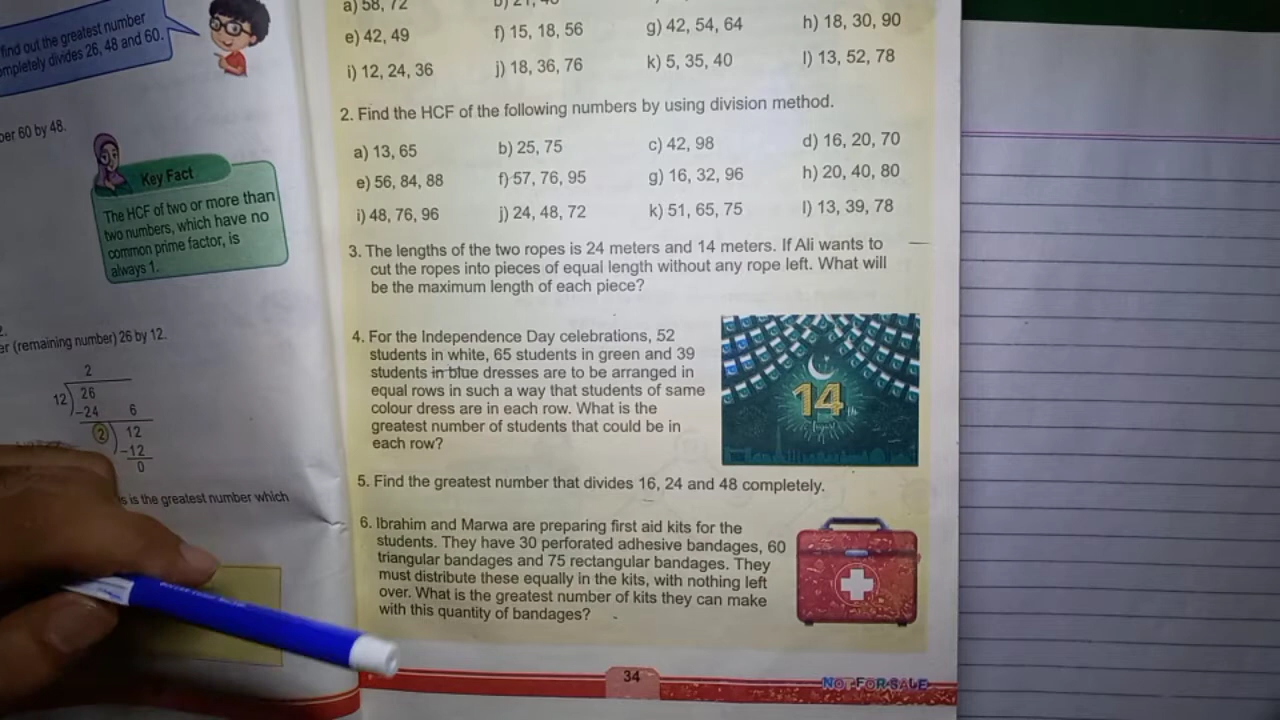 find out the greatest number
completely divides 26, 48 and 60.
60 by 48.
Key Fact
The HCF of two or more than
two numbers, which have no
common prime factor, is
always 1.
(remaining number) 26 by 12.
2
12 26
-24 6
2 12
-12
0
is the greatest number which
a) 58, 72
e) 42, 49 f) 15, 18, 56 g) 42, 54, 64 h) 18, 30, 90
i) 12, 24, 36 j) 18, 36, 76 k) 5, 35, 40 l) 13, 52, 78
2. Find the HCF of the following numbers by using division method.
a) 13, 65 b) 25, 75 c) 42, 98 d) 16, 20, 70
e) 56, 84, 88 f) 57, 76, 95 g) 16, 32, 96 h) 20, 40, 80
i) 48, 76, 96 j) 24, 48, 72 k) 51, 65, 75 l) 13, 39, 78
3. The lengths of the two ropes is 24 meters and 14 meters. If Ali wants to
cut the ropes into pieces of equal length without any rope left. What will
be the maximum length of each piece?
4. For the Independence Day celebrations, 52
students in white, 65 students in green and 39
students in blue dresses are to be arranged in
equal rows in such a way that students of same
colour dress are in each row. What is the
greatest number of students that could be in
each row?
14th
August
5. Find the greatest number that divides 16, 24 and 48 completely.
6. Ibrahim and Marwa are preparing first aid kits for the
students. They have 30 perforated adhesive bandages, 60
triangular bandages and 75 rectangular bandages. They
must distribute these equally in the kits, with nothing left
over. What is the greatest number of kits they can make
with this quantity of bandages?
34
NOT FOR SALE